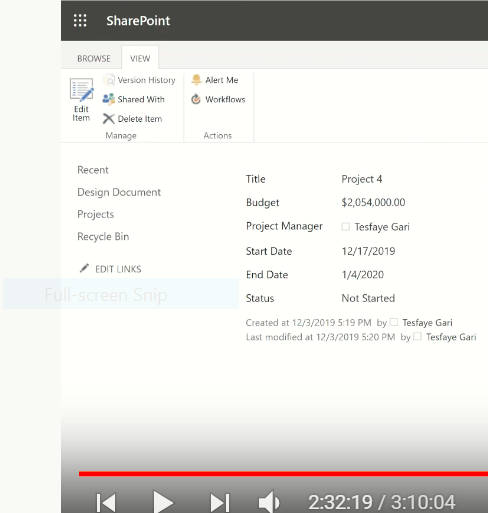 SharePoint
BROWSE VIEW
Edit Item
Version History
Shared With
Delete Item
Manage
Alert Me
Workflows
Actions
Recent
Design Document
Projects
Recycle Bin
EDIT LINKS
Full-screen Snip
Title Project 4
Budget $2,054,000.00
Project Manager Tesfaye Gari
Start Date 12/17/2019
End Date 1/4/2020
Status Not Started
Created at 12/3/2019 5:19 PM by Tesfaye Gari
Last modified at 12/3/2019 5:20 PM by Tesfaye Gari
2:32:19 / 3:10:04